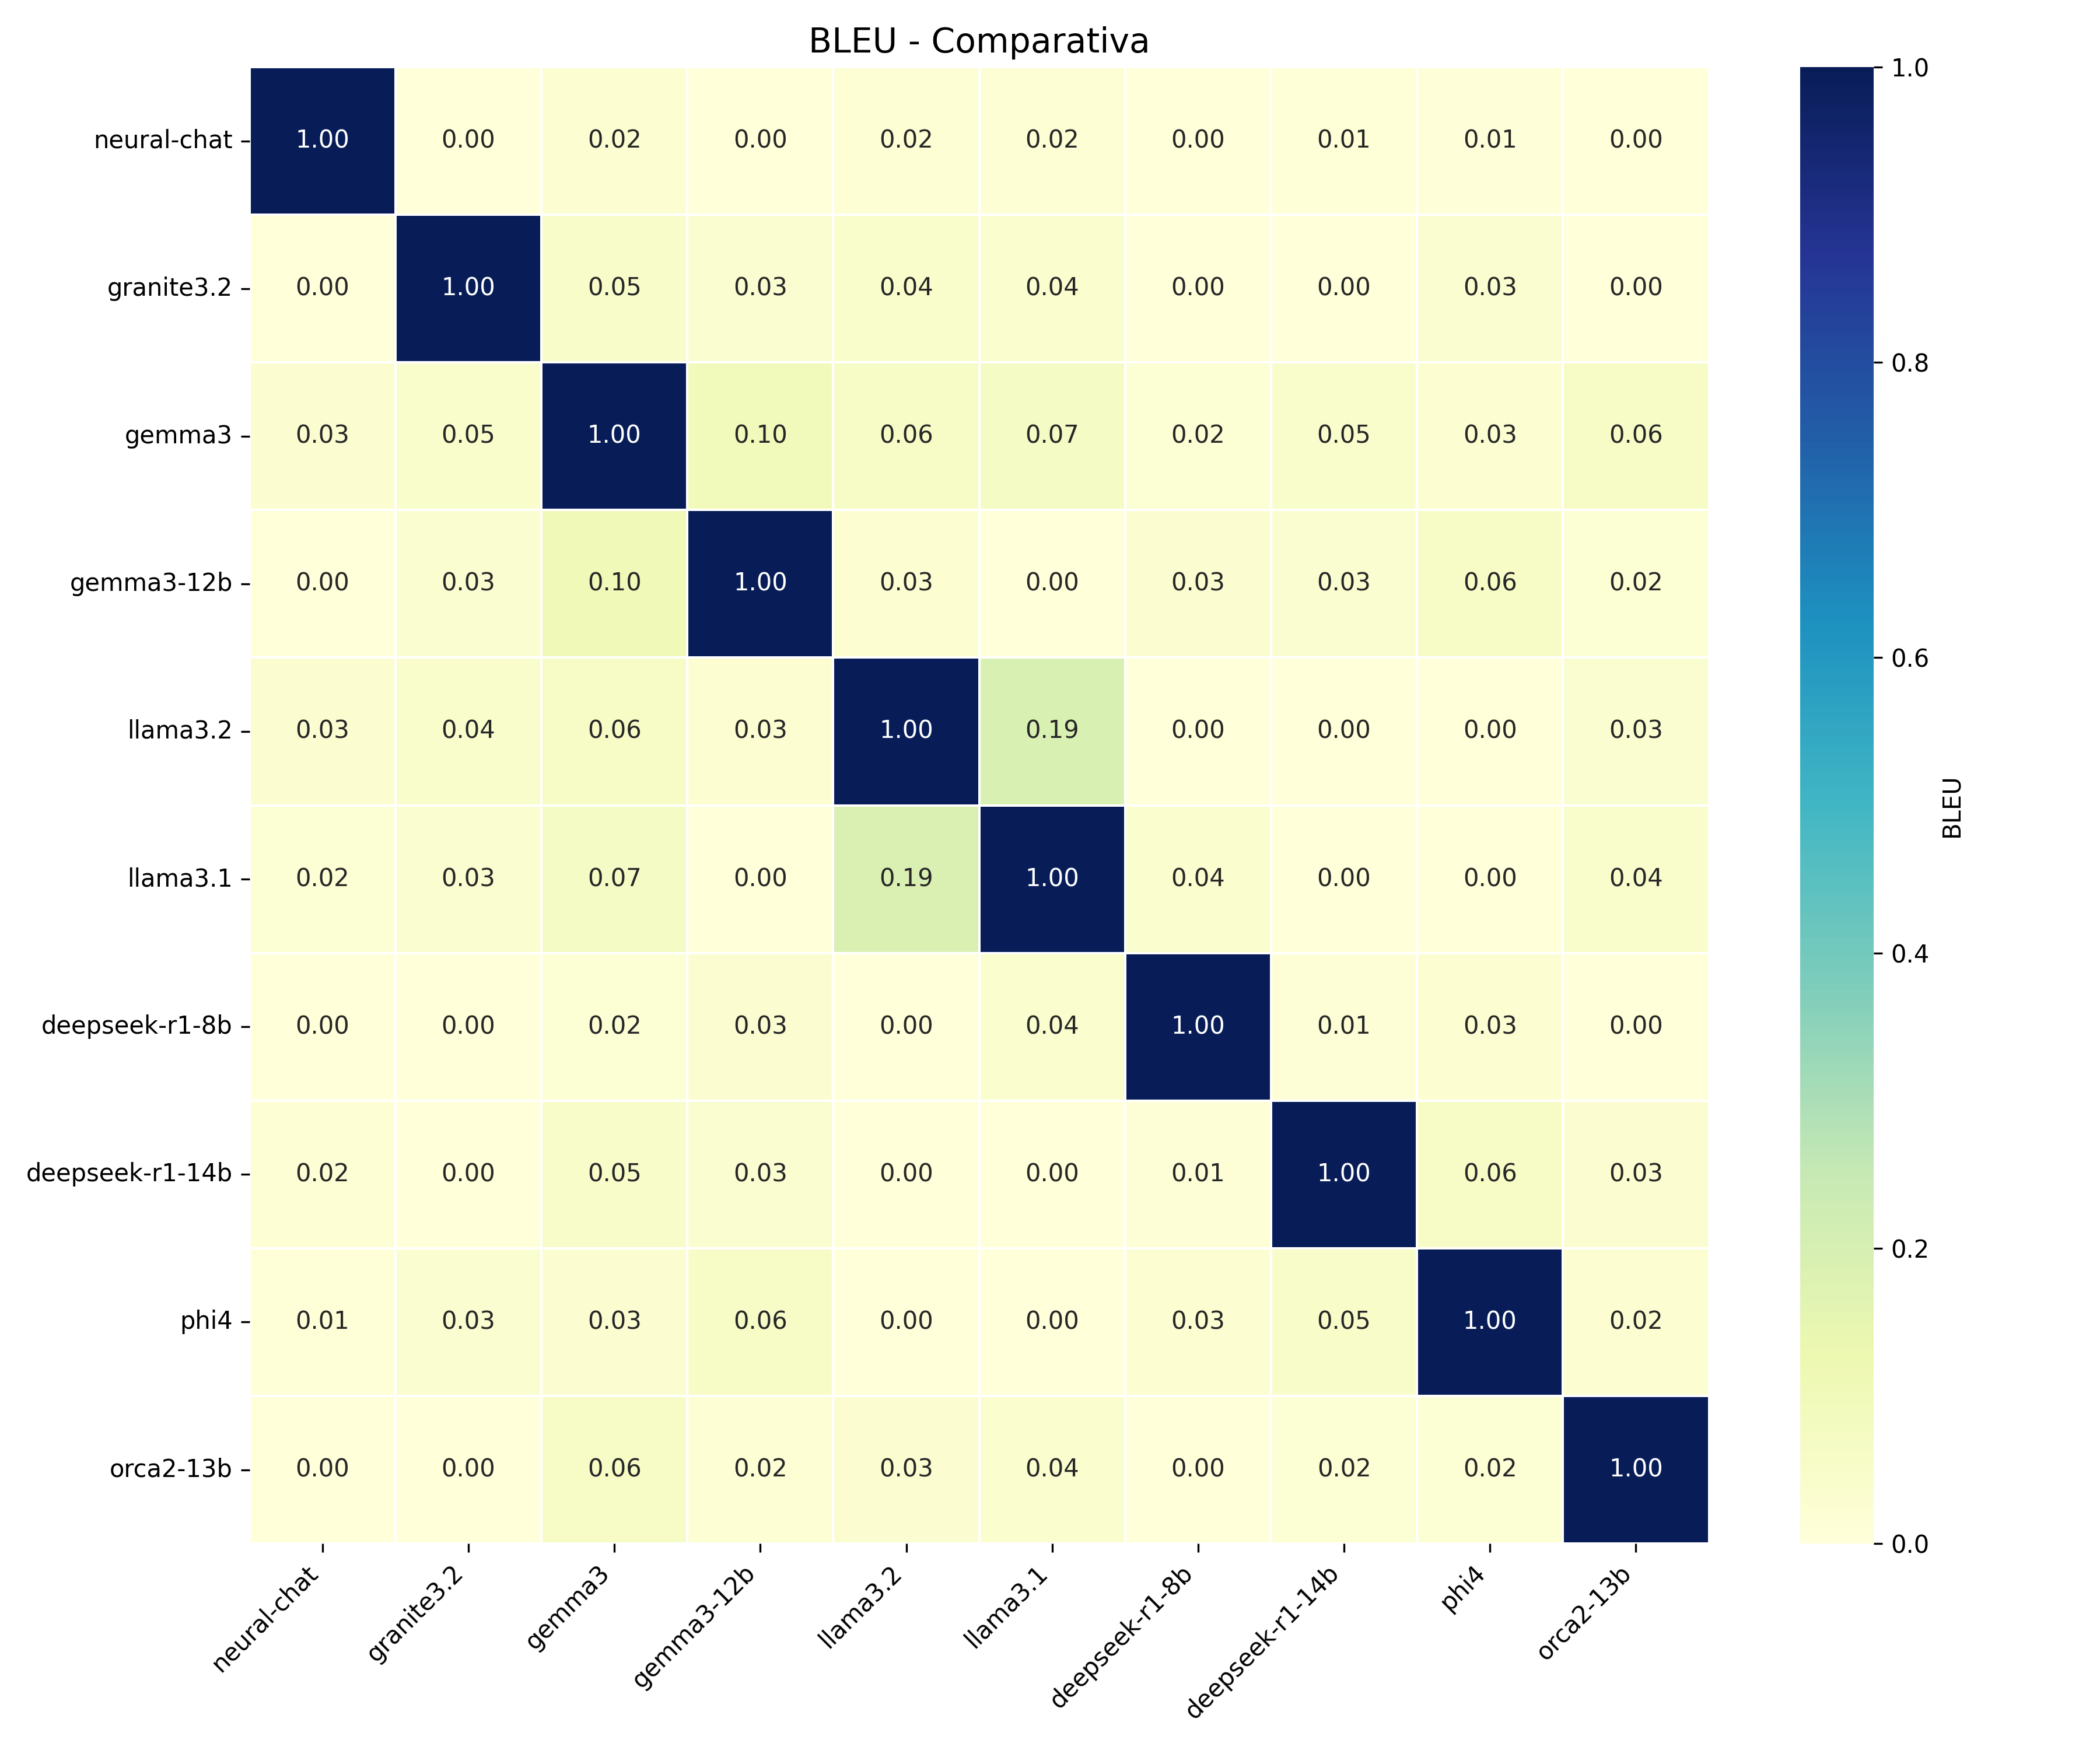 BLEU - Comparativa
neural-chat 1.00 0.00 0.02 0.00 0.02 0.02 0.00 0.01 0.01 0.00
granite3.2 0.00 1.00 0.05 0.03 0.04 0.04 0.00 0.00 0.03 0.00
gemma3 0.03 0.05 1.00 0.10 0.06 0.07 0.02 0.05 0.03 0.06
gemma3-12b 0.00 0.03 0.10 1.00 0.03 0.00 0.03 0.03 0.06 0.02
llama3.2 0.03 0.04 0.06 0.03 1.00 0.19 0.00 0.00 0.00 0.03
llama3.1 0.02 0.03 0.07 0.00 0.19 1.00 0.04 0.00 0.00 0.04
deepseek-r1-8b 0.00 0.00 0.02 0.03 0.00 0.04 1.00 0.01 0.03 0.00
deepseek-r1-14b 0.02 0.00 0.05 0.03 0.00 0.00 0.01 1.00 0.06 0.03
phi4 0.01 0.03 0.03 0.06 0.00 0.00 0.03 0.05 1.00 0.02
orca2-13b 0.00 0.00 0.06 0.02 0.03 0.04 0.00 0.02 0.02 1.00
neural-chat granite3.2 gemma3 gemma3-12b llama3.2 llama3.1 deepseek-r1-8b deepseek-r1-14b phi4 orca2-13b
1.0
0.8
0.6
0.4
0.2
0.0
BLEU